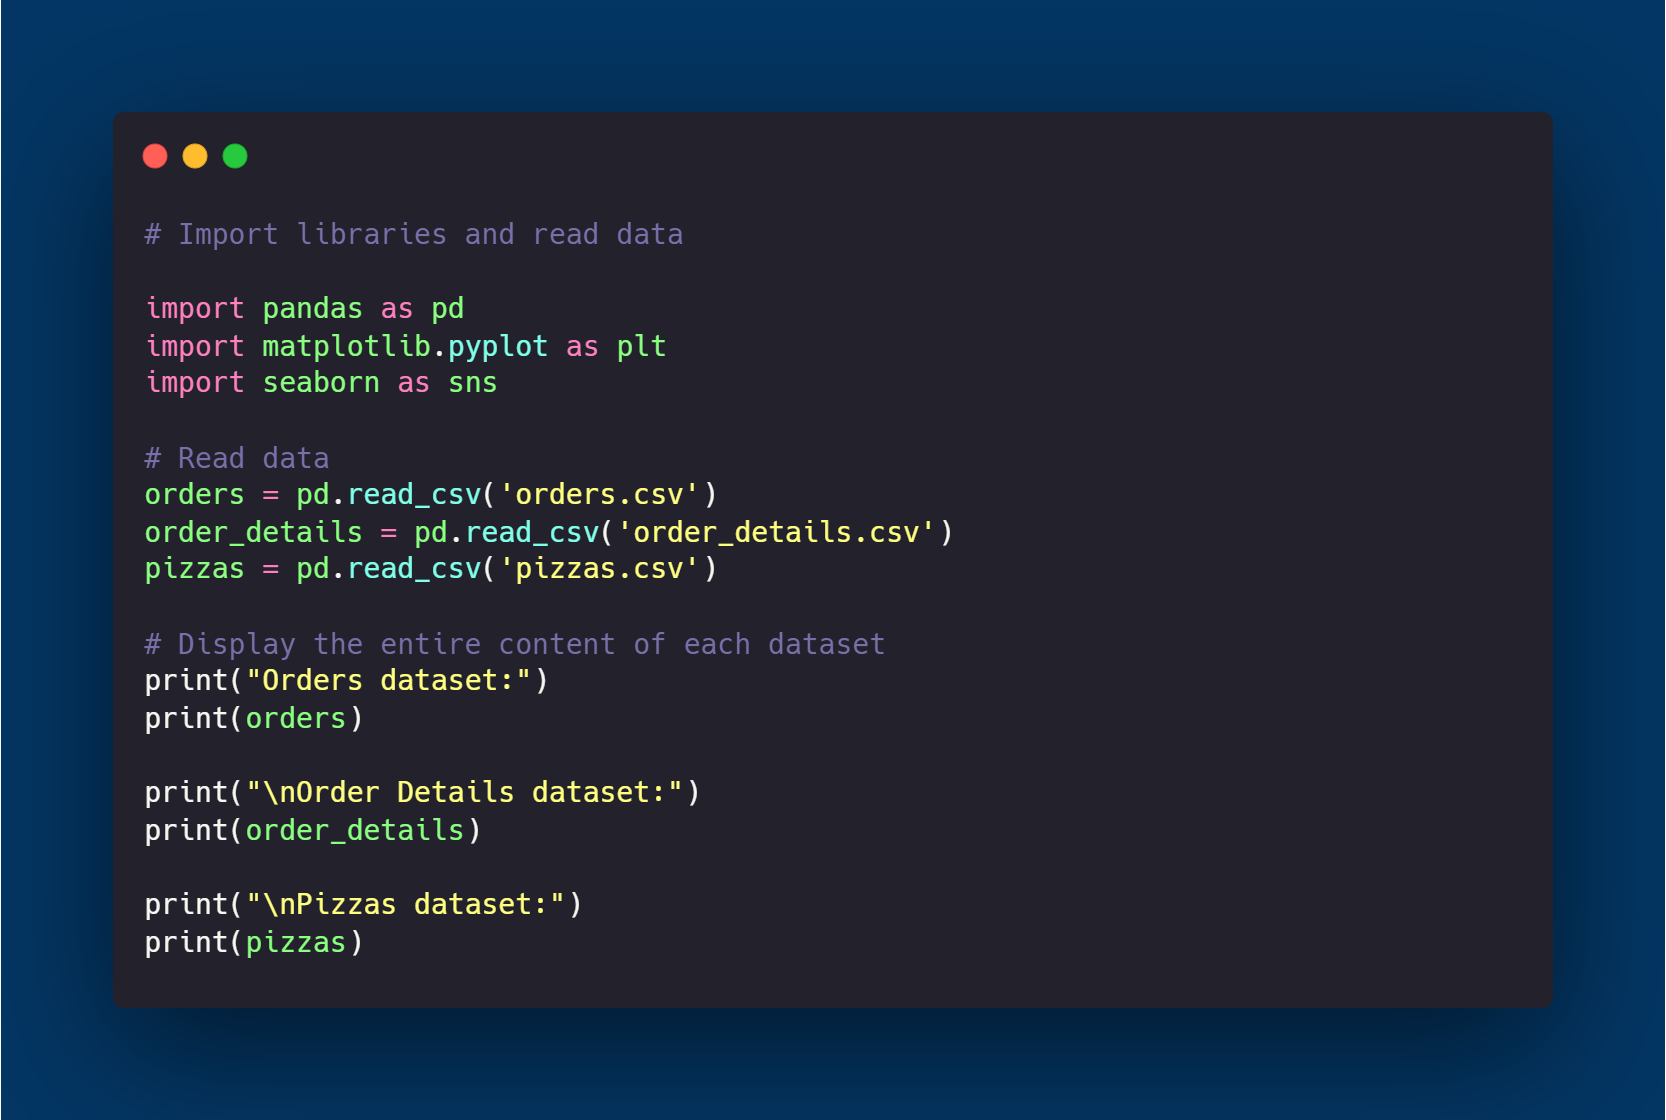 # Import libraries and read data
import pandas as pd
import matplotlib.pyplot as plt
import seaborn as sns
# Read data
orders = pd.read_csv('orders.csv')
order_details = pd.read_csv('order_details.csv')
pizzas = pd.read_csv('pizzas.csv')
# Display the entire content of each dataset
print("Orders dataset:")
print(orders)
print("\nOrder Details dataset:")
print(order_details)
print("\nPizzas dataset:")
print(pizzas)